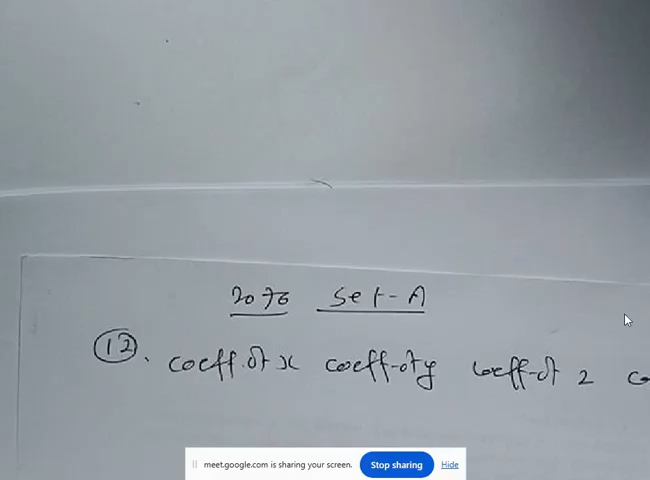 2076 Set-A
12. coeff. of x coeff. of y coeff. of z co
meet.google.com is sharing your screen. Stop sharing Hide